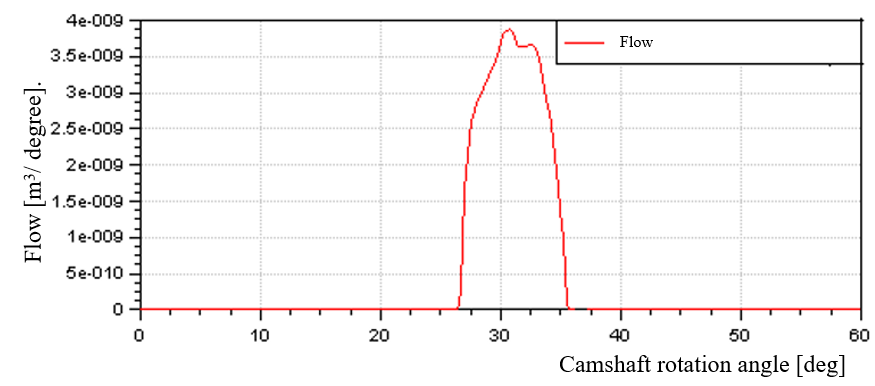 4e-009
3.5e-009
3e-009
2.5e-009
2e-009
1.5e-009
1e-009
5e-010
0
Flow [m³/ degree].
Flow
0 10 20 30 40 50 60
Camshaft rotation angle [deg]